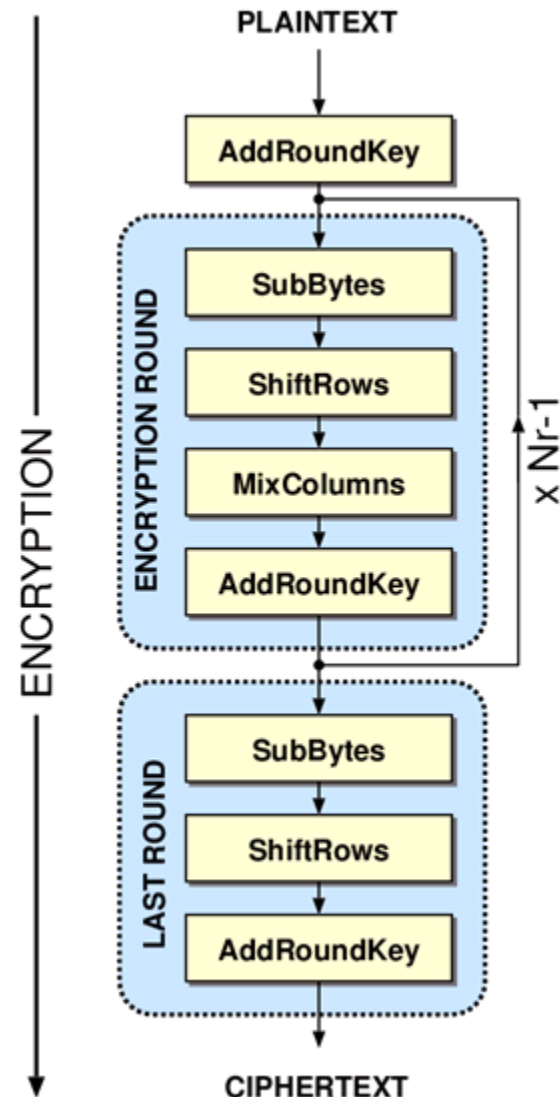 PLAINTEXT
AddRoundKey
ENCRYPTION ROUND
SubBytes
ShiftRows
MixColumns
AddRoundKey
x Nr-1
ENCRYPTION
LAST ROUND
SubBytes
ShiftRows
AddRoundKey
CIPHERTEXT